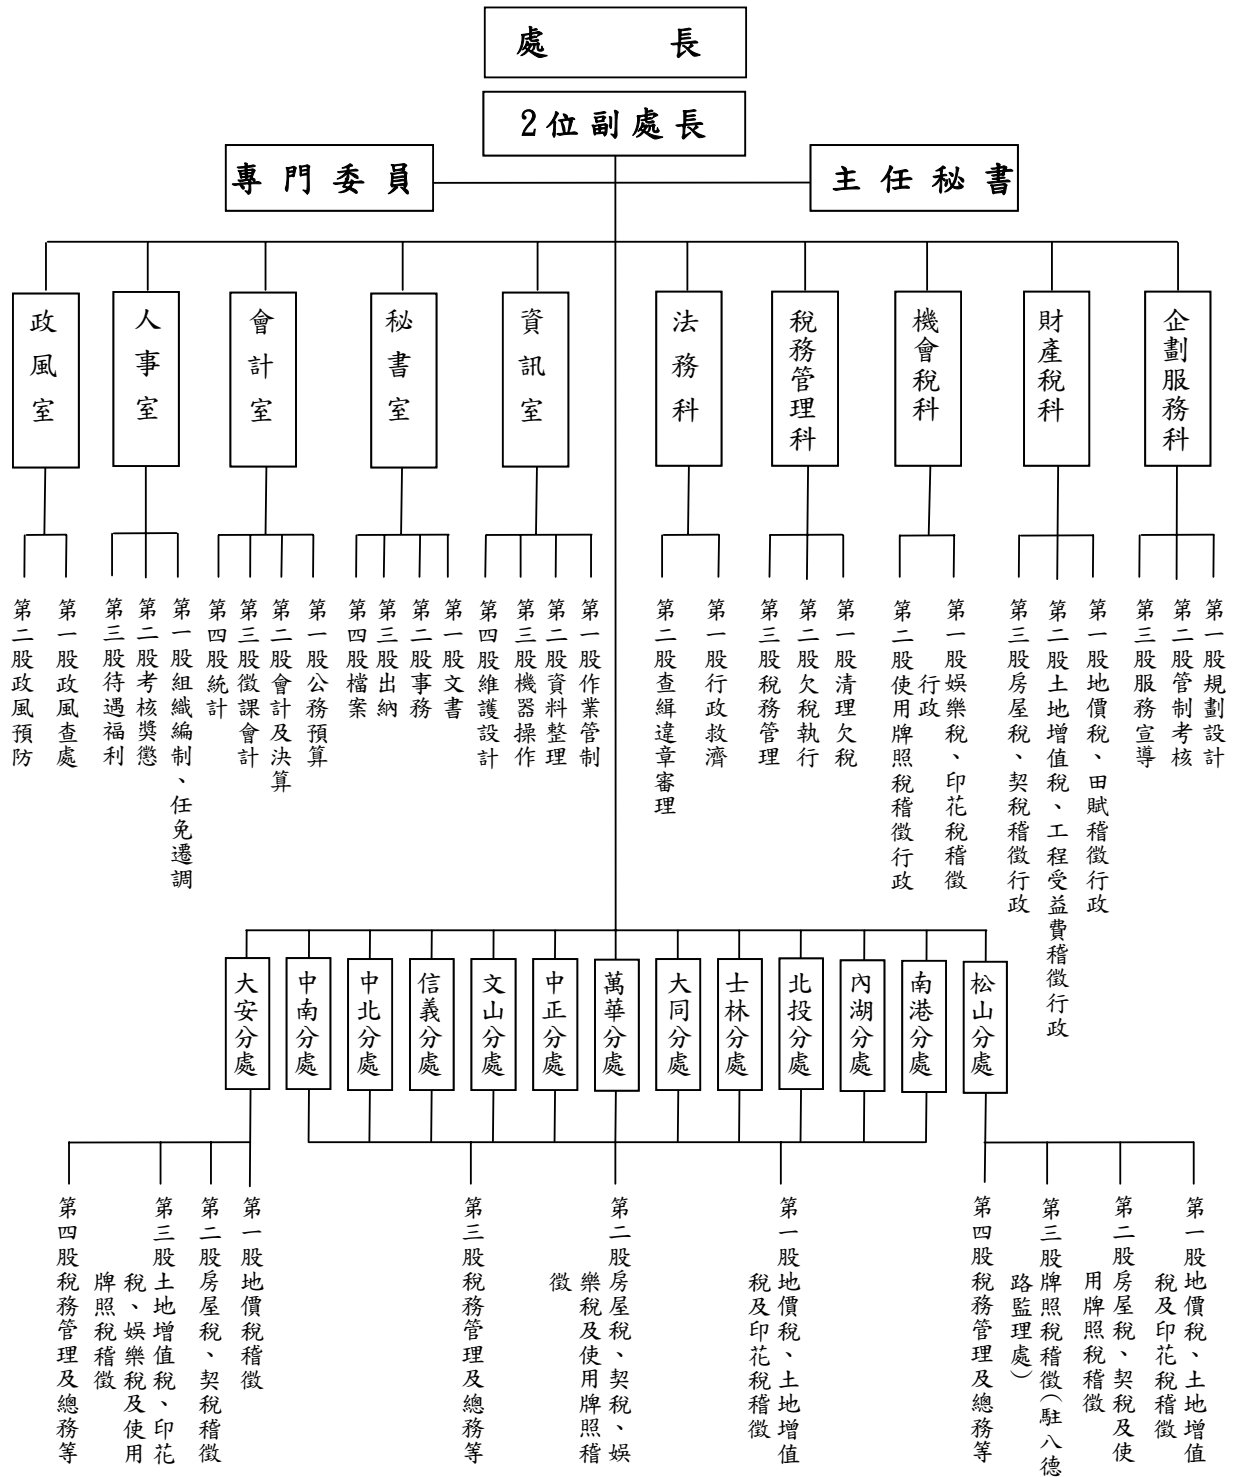 處長
2位副處長
專門委員
主任秘書
企劃服務科
財產稅科
機會稅科
稅務管理科
法務科
資訊室
秘書室
會計室
人事室
政風室
第一股規劃設計
第二股管制考核
第三股服務宣導
第一股地價稅、田賦稽徵行政
第二股土地增值稅、工程受益費稽徵行政
第三股房屋稅、契稅稽徵行政
第一股娛樂稅、印花稅稽徵
行政
第二股使用牌照稅稽徵行政
第一股清理欠稅
第二股欠稅執行
第三股稅務管理
第一股行政救濟
第二股查緝違章審理
第一股作業管制
第二股資料整理
第三股機器操作
第四股維護設計
第一股文書
第二股事務
第三股出納
第四股檔案
第一股公務預算
第二股會計及決算
第三股徵課會計
第四股統計
第一股組織編制、任免遷調
第二股考核獎懲
第三股待遇福利
第一股政風查處
第二股政風預防
松山分處
南港分處
內湖分處
北投分處
士林分處
大同分處
萬華分處
中正分處
文山分處
信義分處
中北分處
中南分處
大安分處
第一股地價稅、土地增值
稅及印花稅稽徵
第二股房屋稅、契稅及使
用牌照稅稽徵
第三股牌照稅稽徵（駐八德
路監理處）
第四股稅務管理及總務等
第一股地價稅、土地增值
稅及印花稅稽徵
第二股房屋稅、契稅、娛
樂稅及使用牌照稽
徵
第三股稅務管理及總務等
第一股地價稅稽徵
第二股房屋稅、契稅稽徵
第三股土地增值稅、印花
稅、娛樂稅及使用
牌照稅稽徵
第四股稅務管理及總務等